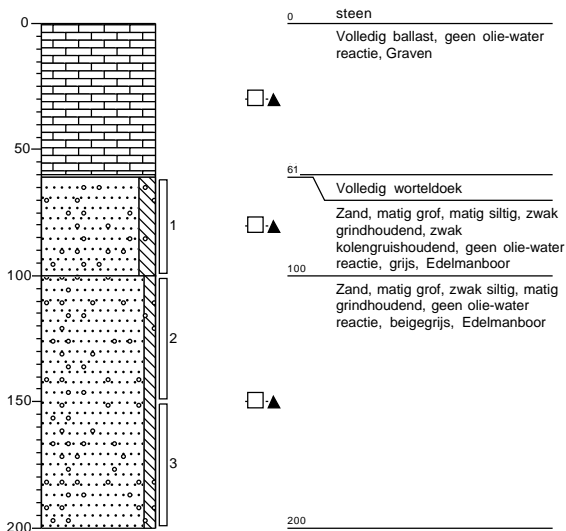 0
50
100
150
200
1
2
3
0 steen
Volledig ballast, geen olie-water
reactie, Graven
61
Volledig worteldoek
Zand, matig grof, matig siltig, zwak
grindhoudend, zwak
kolengruishoudend, geen olie-water
reactie, grijs, Edelmanboor
100
Zand, matig grof, zwak siltig, matig
grindhoudend, geen olie-water
reactie, beigegrijs, Edelmanboor
200